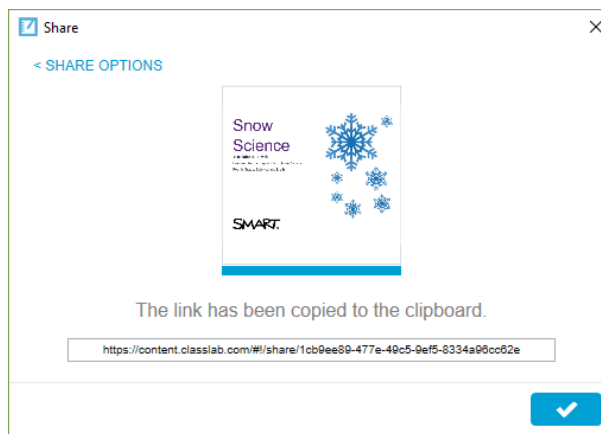 Share
< SHARE OPTIONS
Snow
Science
SMART.
The link has been copied to the clipboard.
https://content.classlab.com/#!/share/1cb9ee89-477e-49c5-9ef5-8334a96cc62e